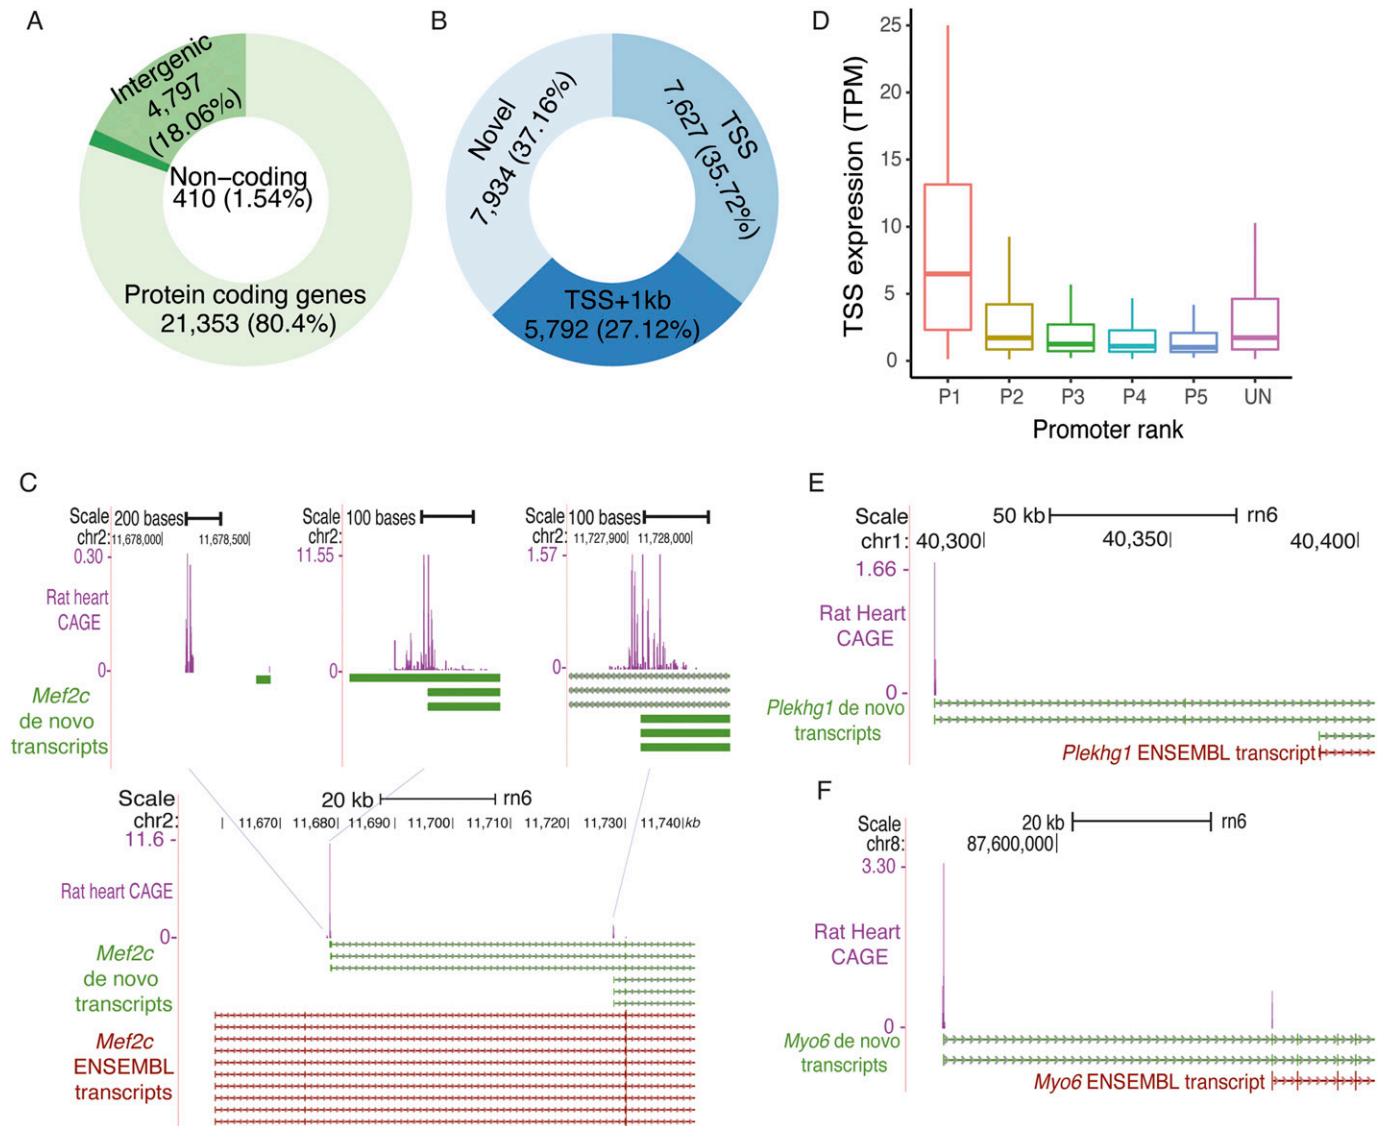 A
Intergenic
4,797
(18.06%)
Non-coding
410 (1.54%)
Protein coding genes
21,353 (80.4%)
B
Novel
7,934 (37.16%)
TSS
7,627 (35.72%)
TSS+1kb
5,792 (27.12%)
D
TSS expression (TPM)
25
20
15
10
5
0
P1 P2 P3 P4 P5 UN
Promoter rank
C
Scale 200 bases
chr2: 11,678,000 11,678,500
0.30
Rat heart
CAGE
0
Mef2c
de novo
transcripts
Scale 100 bases
chr2:
11.55
0
Scale 100 bases
chr2: 11,727,900 11,728,000
1.57
0
Scale 20 kb rn6
chr2: 11,670 11,680 11,690 11,700 11,710 11,720 11,730 11,740 kb
11.6
Rat heart CAGE
0
Mef2c
de novo
transcripts
Mef2c
ENSEMBL
transcripts
E
Scale 50 kb rn6
chr1: 40,300 40,350 40,400
1.66
Rat Heart
CAGE
0
Plekhg1 de novo
transcripts
Plekhg1 ENSEMBL transcript
F
Scale 20 kb rn6
chr8: 87,600,000
3.30
Rat Heart
CAGE
0
Myo6 de novo
transcripts
Myo6 ENSEMBL transcript